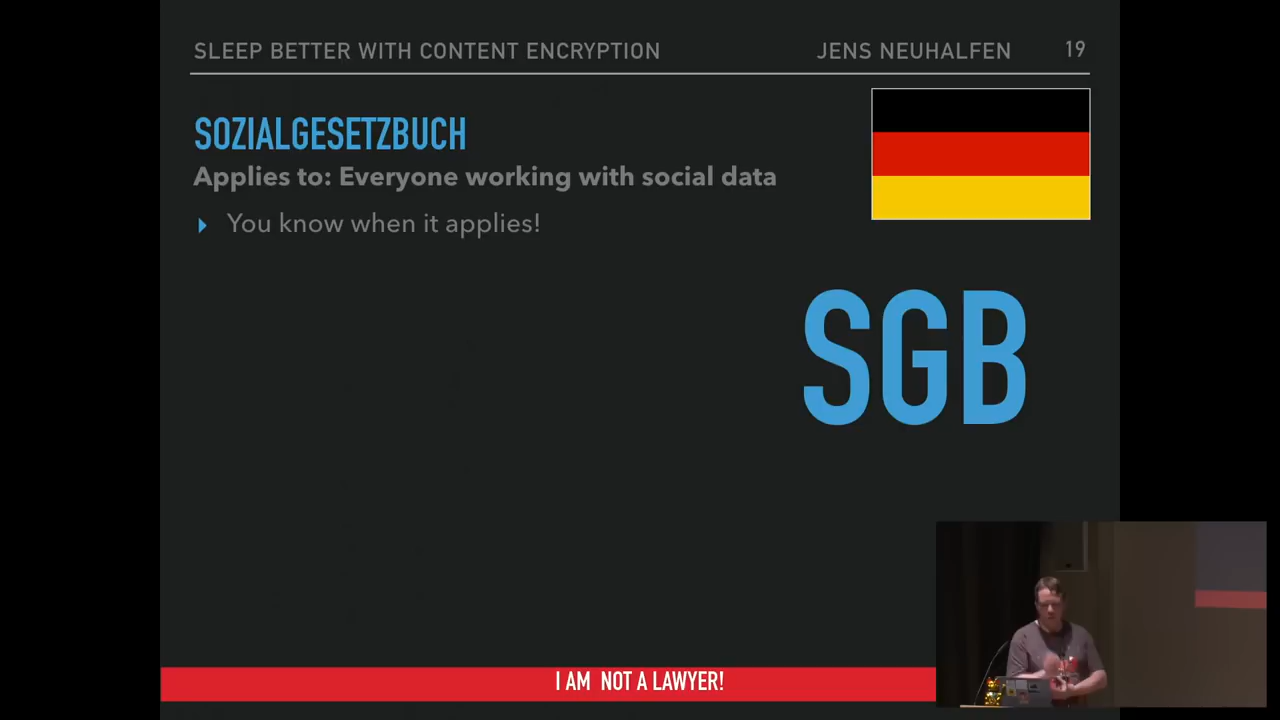 SLEEP BETTER WITH CONTENT ENCRYPTION
JENS NEUHALFEN
19
SOZIALGESETZBUCH
Applies to: Everyone working with social data
You know when it applies!
SGB
I AM NOT A LAWYER!